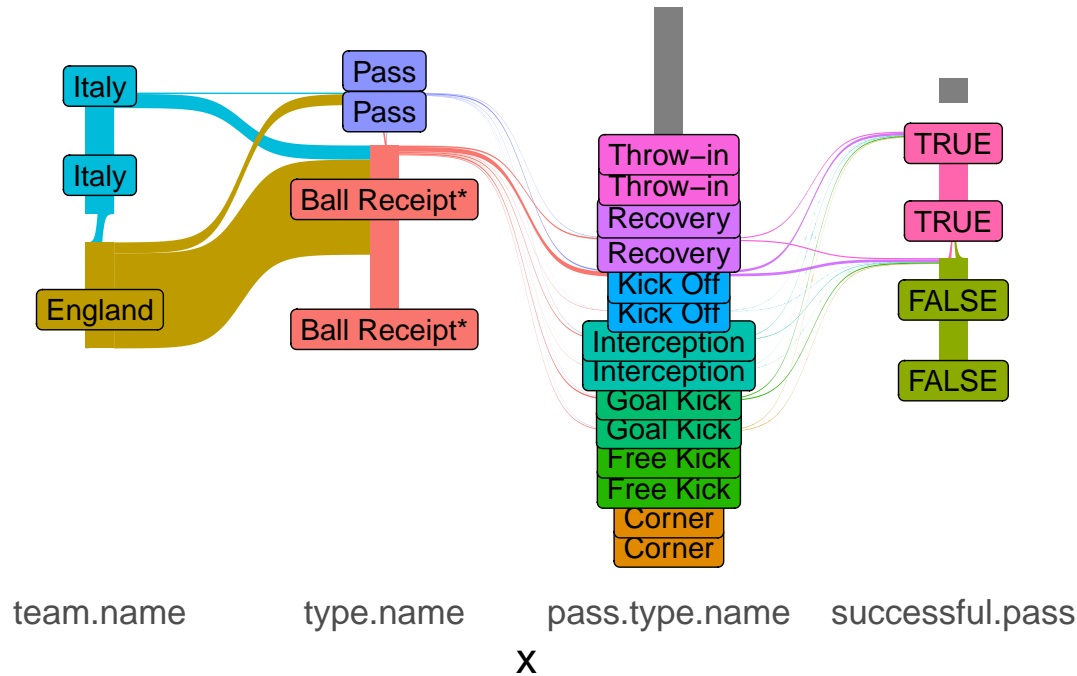 Italy
Italy
England
Pass
Pass
Ball Receipt*
Ball Receipt*
Throw−in
Throw−in
Recovery
Recovery
Kick Off
Kick Off
Interception
Interception
Goal Kick
Goal Kick
Free Kick
Free Kick
Corner
Corner
TRUE
TRUE
FALSE
FALSE
team.name
type.name
pass.type.name
successful.pass
x